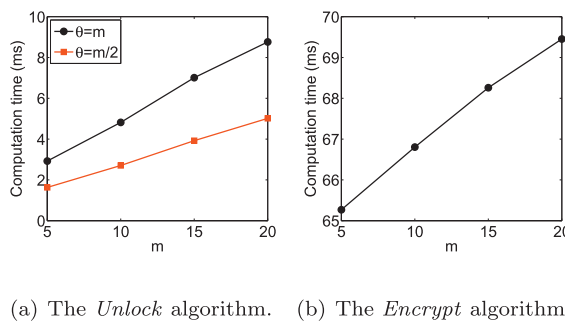 10
8
6
4
2
0
5 10 15 20
m
Computation time (ms)
θ=m
θ=m/2
70
69
68
67
66
65
5 10 15 20
m
Computation time (ms)
(a) The Unlock algorithm.
(b) The Encrypt algorithm